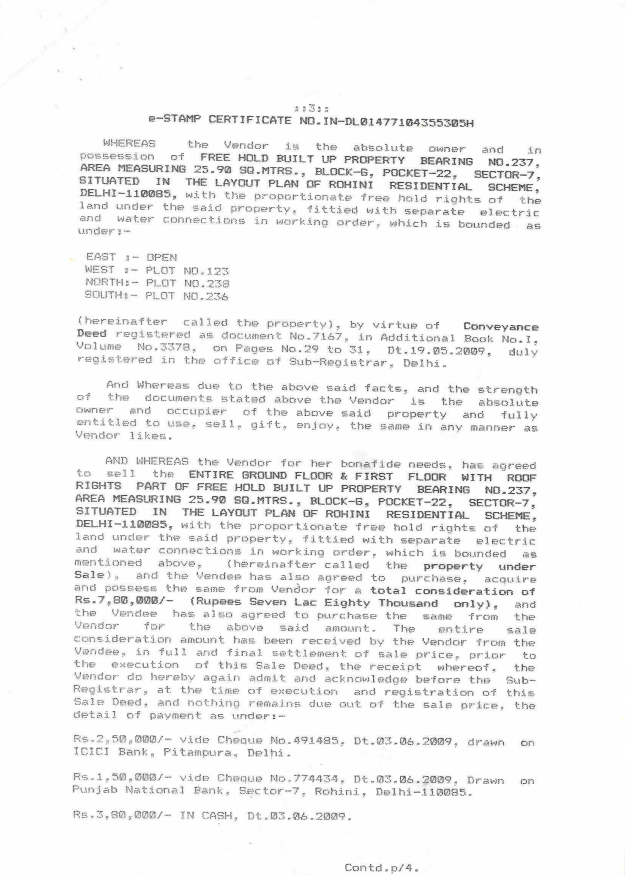 ::3::
e-STAMP CERTIFICATE NO.IN-DL01477104355305H
WHEREAS the Vendor is the absolute owner and in
possession of FREE HOLD BUILT UP PROPERTY BEARING NO.237,
AREA MEASURING 25.90 SQ.MTRS., BLOCK-G, POCKET-22, SECTOR-7,
SITUATED IN THE LAYOUT PLAN OF ROHINI RESIDENTIAL SCHEME,
DELHI-110085, with the proportionate free hold rights of the
land under the said property, fittied with separate electric
and water connections in working order, which is bounded as
under:-
EAST :- OPEN
WEST :- PLOT NO.123
NORTH:- PLOT NO.238
SOUTH:- PLOT NO.236
(hereinafter called the property), by virtue of Conveyance
Deed registered as document No.7167, in Additional Book No.I,
Volume No.3378, on Pages No.29 to 31, Dt.19.05.2009, duly
registered in the office of Sub-Registrar, Delhi.
And Whereas due to the above said facts, and the strength
of the documents stated above the Vendor is the absolute
owner and occupier of the above said property and fully
entitled to use, sell, gift, enjoy, the same in any manner as
Vendor likes.
AND WHEREAS the Vendor for her bonafide needs, has agreed
to sell the ENTIRE GROUND FLOOR & FIRST FLOOR WITH ROOF
RIGHTS PART OF FREE HOLD BUILT UP PROPERTY BEARING NO.237,
AREA MEASURING 25.90 SQ.MTRS., BLOCK-G, POCKET-22, SECTOR-7,
SITUATED IN THE LAYOUT PLAN OF ROHINI RESIDENTIAL SCHEME,
DELHI-110085, with the proportionate free hold rights of the
land under the said property, fittied with separate electric
and water connections in working order, which is bounded as
mentioned above, (hereinafter called the property under
Sale), and the Vendee has also agreed to purchase, acquire
and possess the same from Vendor for a total consideration of
Rs.7,80,000/- (Rupees Seven Lac Eighty Thousand only), and
the Vendee has also agreed to purchase the same from the
Vendor for the above said amount. The entire sale
consideration amount has been received by the Vendor from the
Vendee, in full and final settlement of sale price, prior to
the execution of this Sale Deed, the receipt whereof, the
Vendor do hereby again admit and acknowledge before the Sub-
Registrar, at the time of execution and registration of this
Sale Deed, and nothing remains due out of the sale price, the
detail of payment as under:-
Rs.2,50,000/- vide Cheque No.491485, Dt.03.06.2009, drawn on
ICICI Bank, Pitampura, Delhi.
Rs.1,50,000/- vide Cheque No.774434, Dt.03.06.2009, Drawn on
Punjab National Bank, Sector-7, Rohini, Delhi-110085.
Rs.3,80,000/- IN CASH, Dt.03.06.2009.
Contd.p/4.